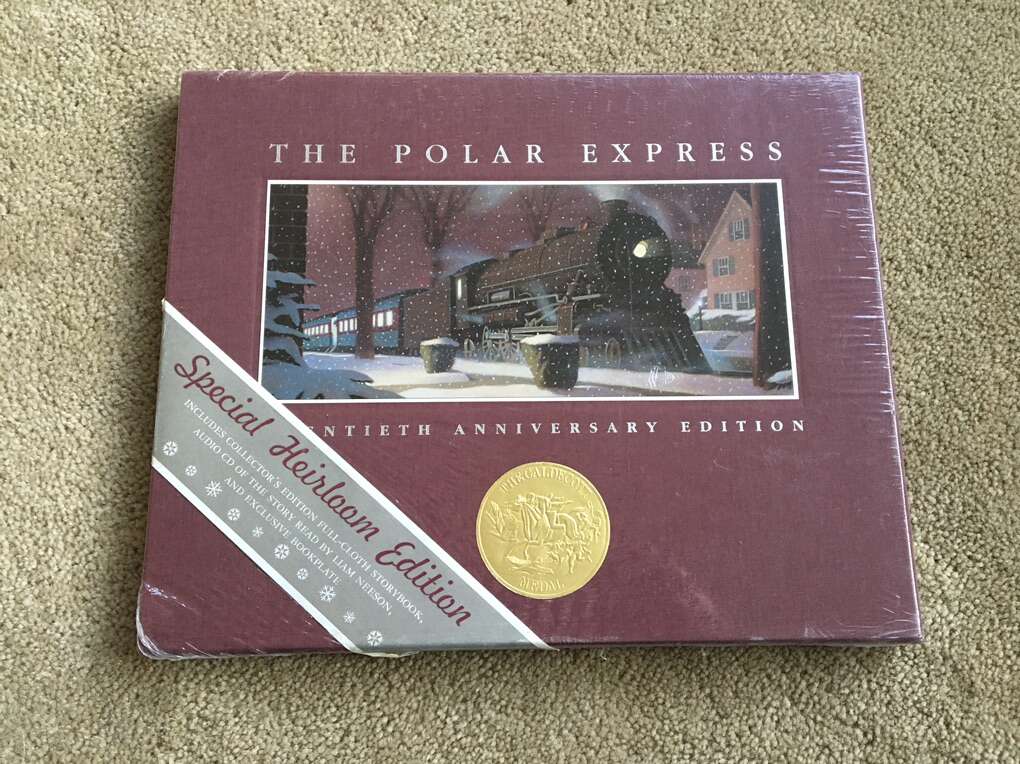 THE POLAR EXPRESS
ENTIETH ANNIVERSARY EDITION
Special Heirloom Edition
INCLUDES COLLECTOR'S EDITION FULL-CLOTH STORYBOOK,
AUDIO CD OF THE STORY READ BY LIAM NEESON,
AND EXCLUSIVE BOOKPLATE
THE CALDECOTT
MEDAL